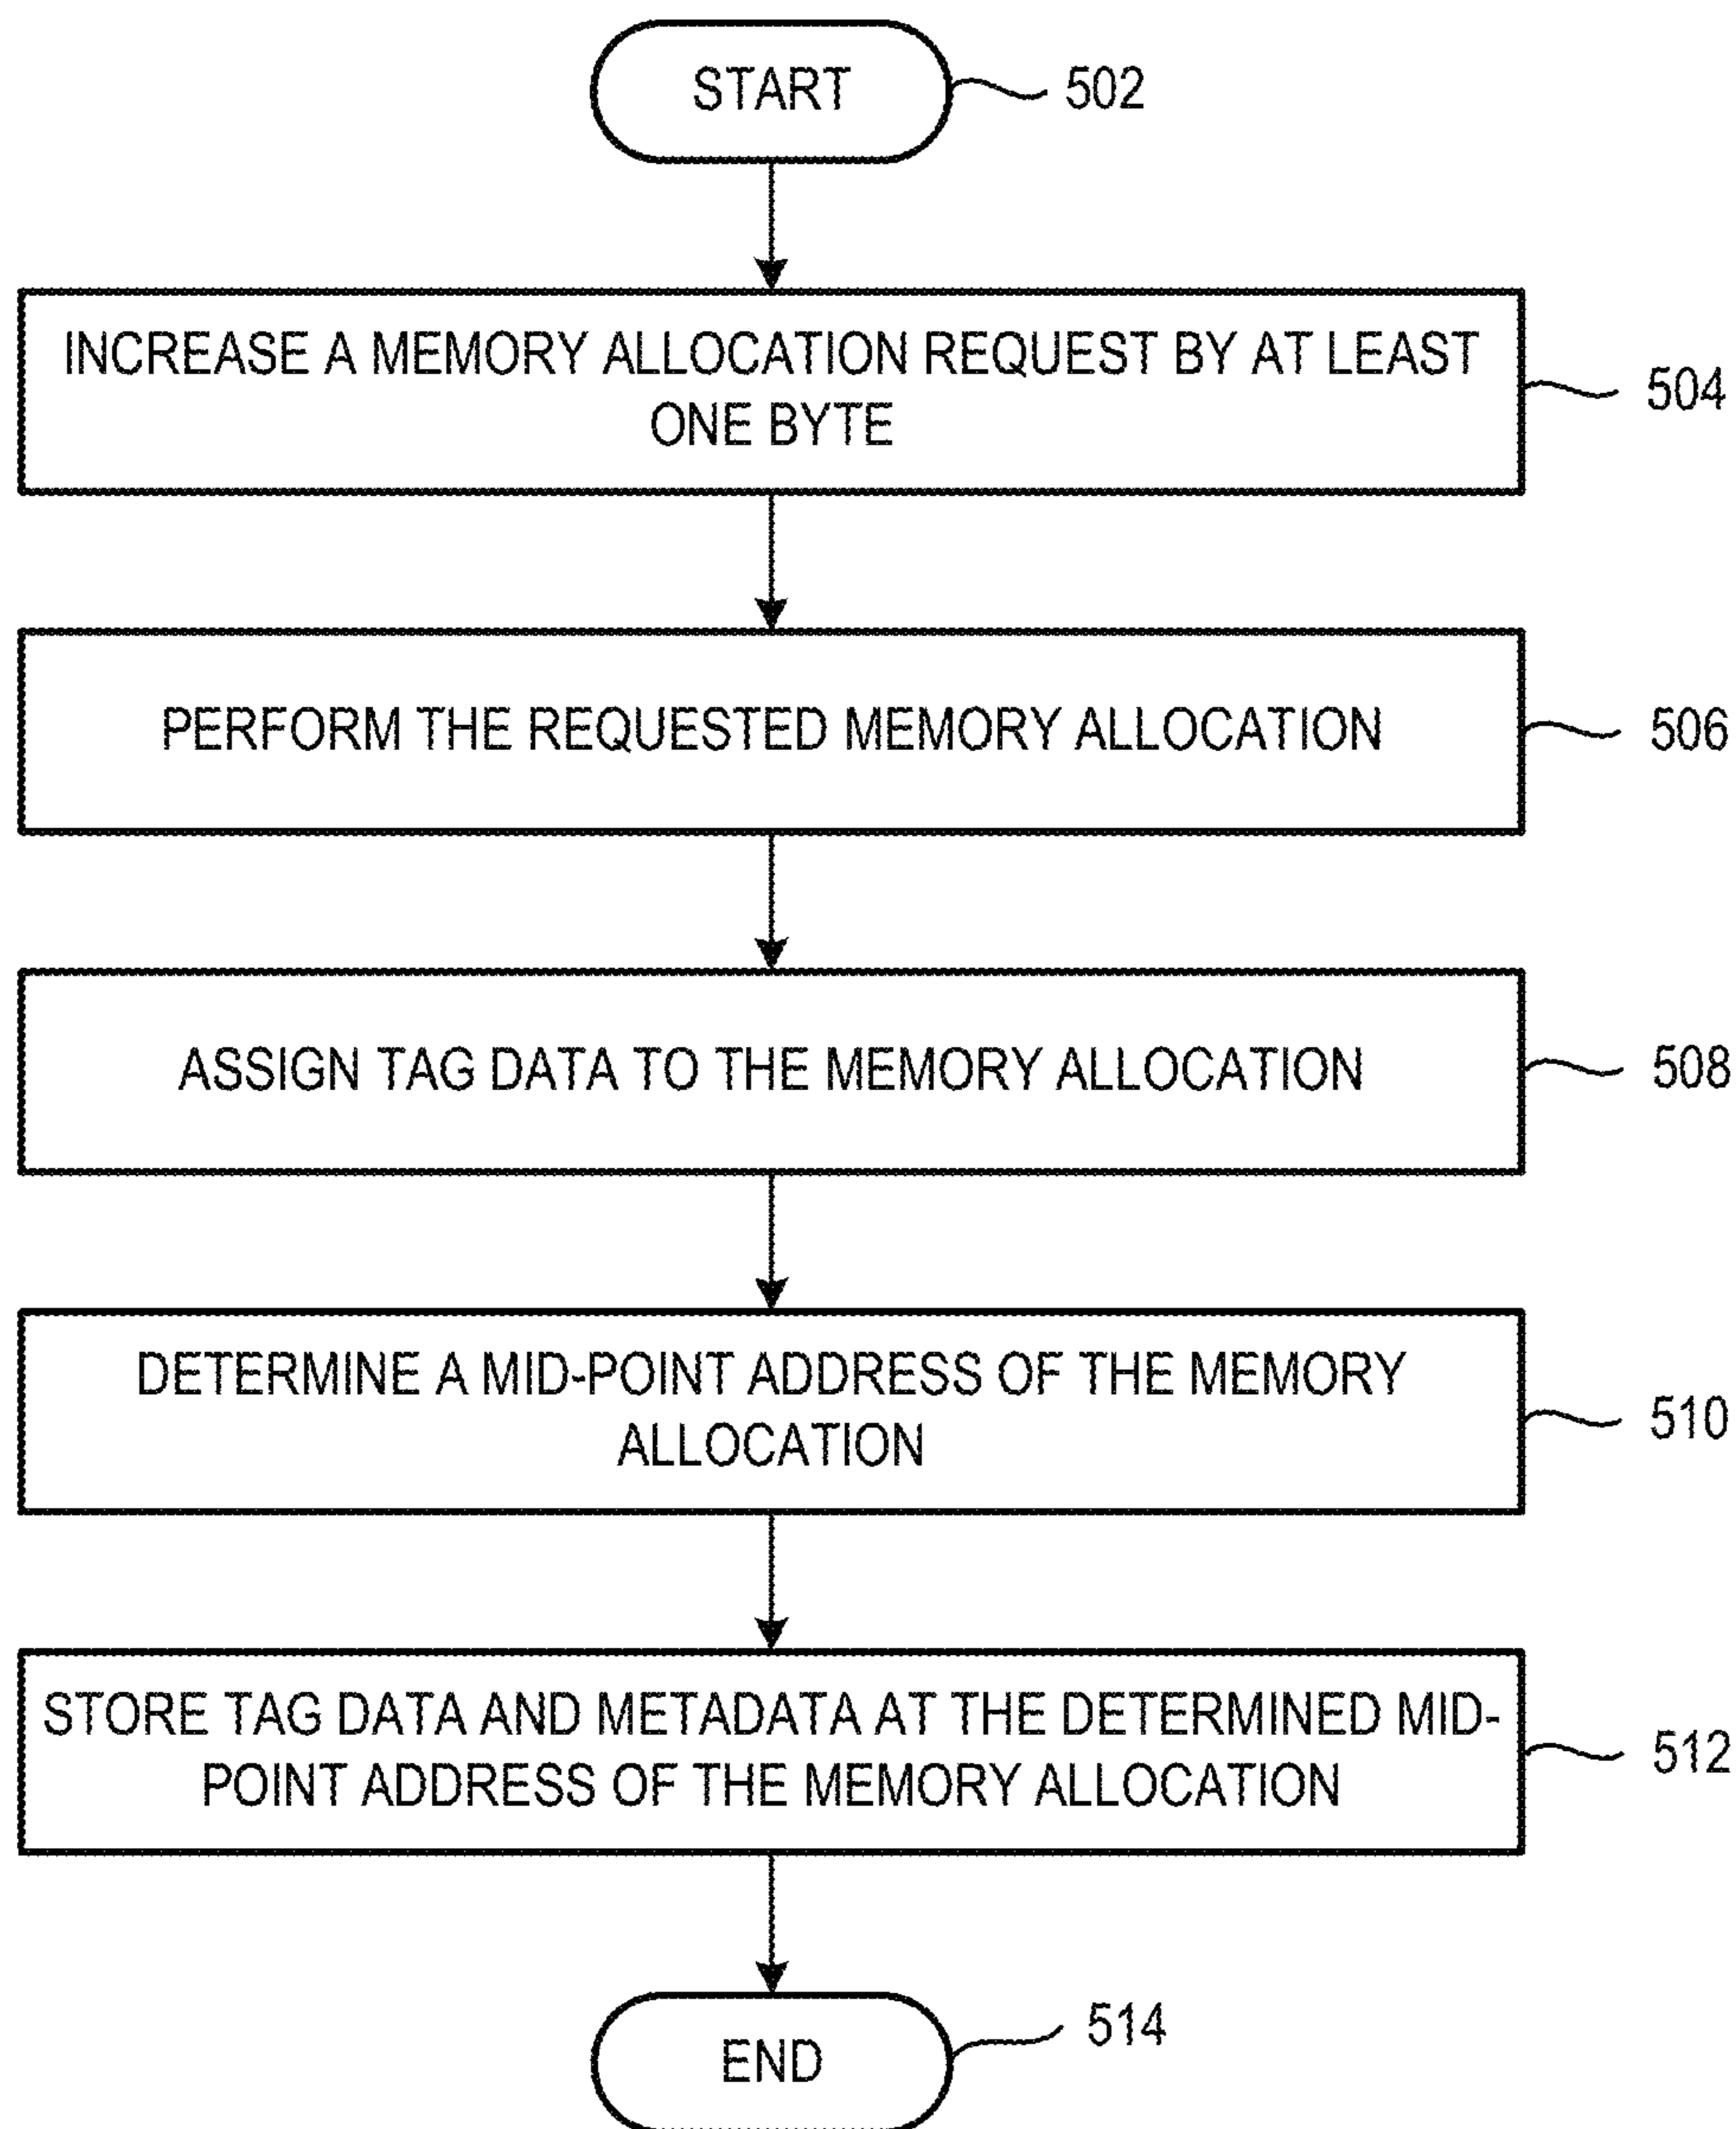 START
502
INCREASE A MEMORY ALLOCATION REQUEST BY AT LEAST
ONE BYTE
504
PERFORM THE REQUESTED MEMORY ALLOCATION
506
ASSIGN TAG DATA TO THE MEMORY ALLOCATION
508
DETERMINE A MID-POINT ADDRESS OF THE MEMORY
ALLOCATION
510
STORE TAG DATA AND METADATA AT THE DETERMINED MID-
POINT ADDRESS OF THE MEMORY ALLOCATION
512
END
514